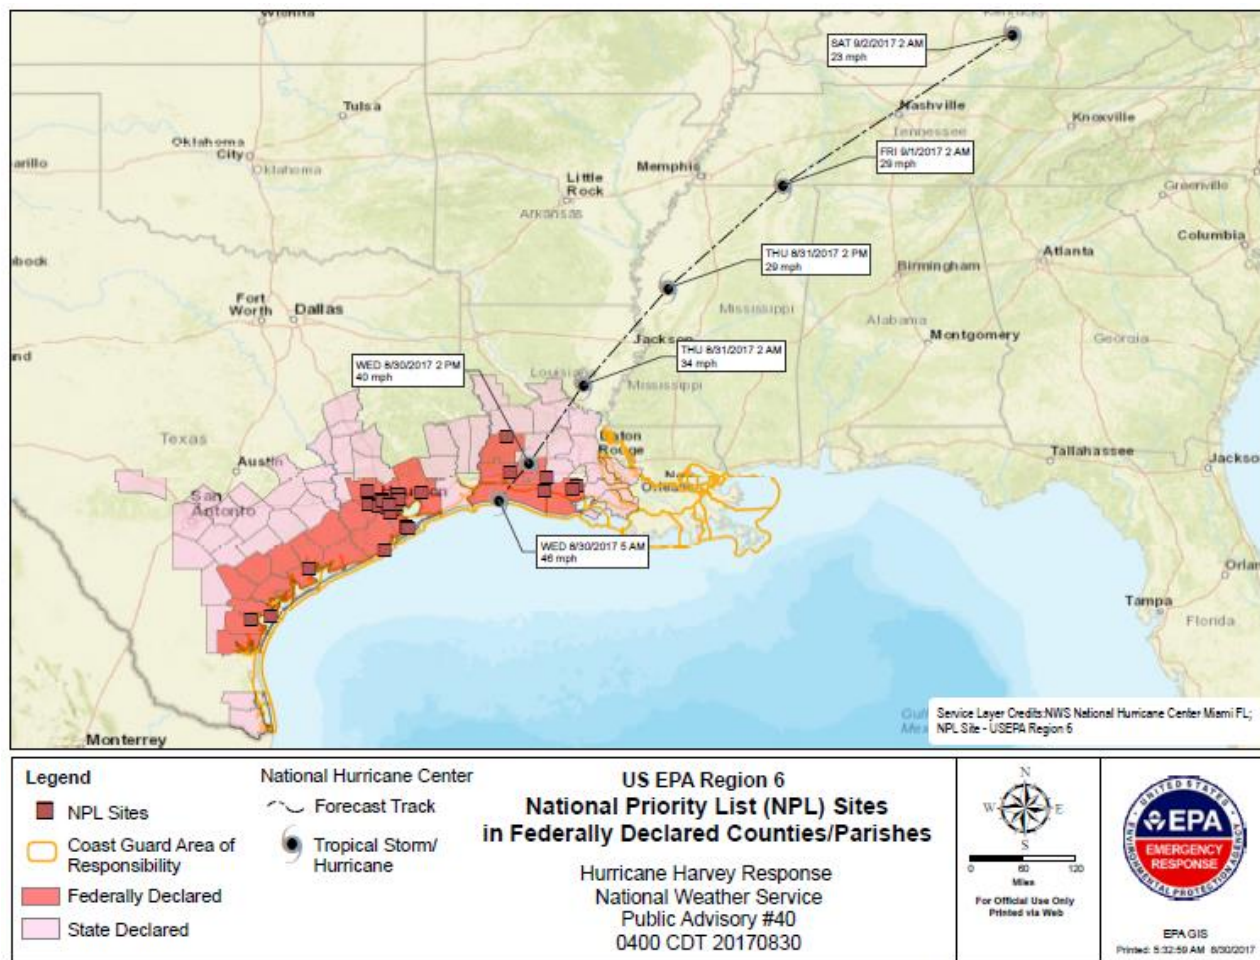 Wichita
Kentucky
SAT 9/2/2017 2 AM
23 mph
Tulsa
Nashville
Tennessee
Knoxville
Oklahoma
City
Oklahoma
arillo
Memphis
FRI 9/1/2017 2 AM
29 mph
Little
Rock
Arkansas
Greenville
Columbia
bbock
THU 8/31/2017 2 PM
29 mph
Atlanta
Birmingham
Fort
Worth
Dallas
Mississippi
Alabama
Montgomery
Georgia
Jackson
THU 8/31/2017 2 AM
34 mph
WED 8/30/2017 2 PM
40 mph
Louisiana
Mississippi
Texas
Austin
Baton
Rouge
Tallahassee
Jackso
San
Antonio
New
Orleans
WED 8/30/2017 5 AM
46 mph
Orlan
Tampa
Florida
Monterrey
Service Layer Credits:NWS National Hurricane Center Miami FL;
NPL Site - USEPA Region 6
Legend
NPL Sites
Coast Guard Area of
Responsibility
Federally Declared
State Declared
National Hurricane Center
Forecast Track
Tropical Storm/
Hurricane
US EPA Region 6
National Priority List (NPL) Sites
in Federally Declared Counties/Parishes
Hurricane Harvey Response
National Weather Service
Public Advisory #40
0400 CDT 20170830
N
W E
S
0 60 120
Miles
For Official Use Only
Printed via Web
UNITED STATES
EPA
EMERGENCY
RESPONSE
ENVIRONMENTAL PROTECTION AGENCY
EPA GIS
Printed: 5:32:59 AM 8/30/2017